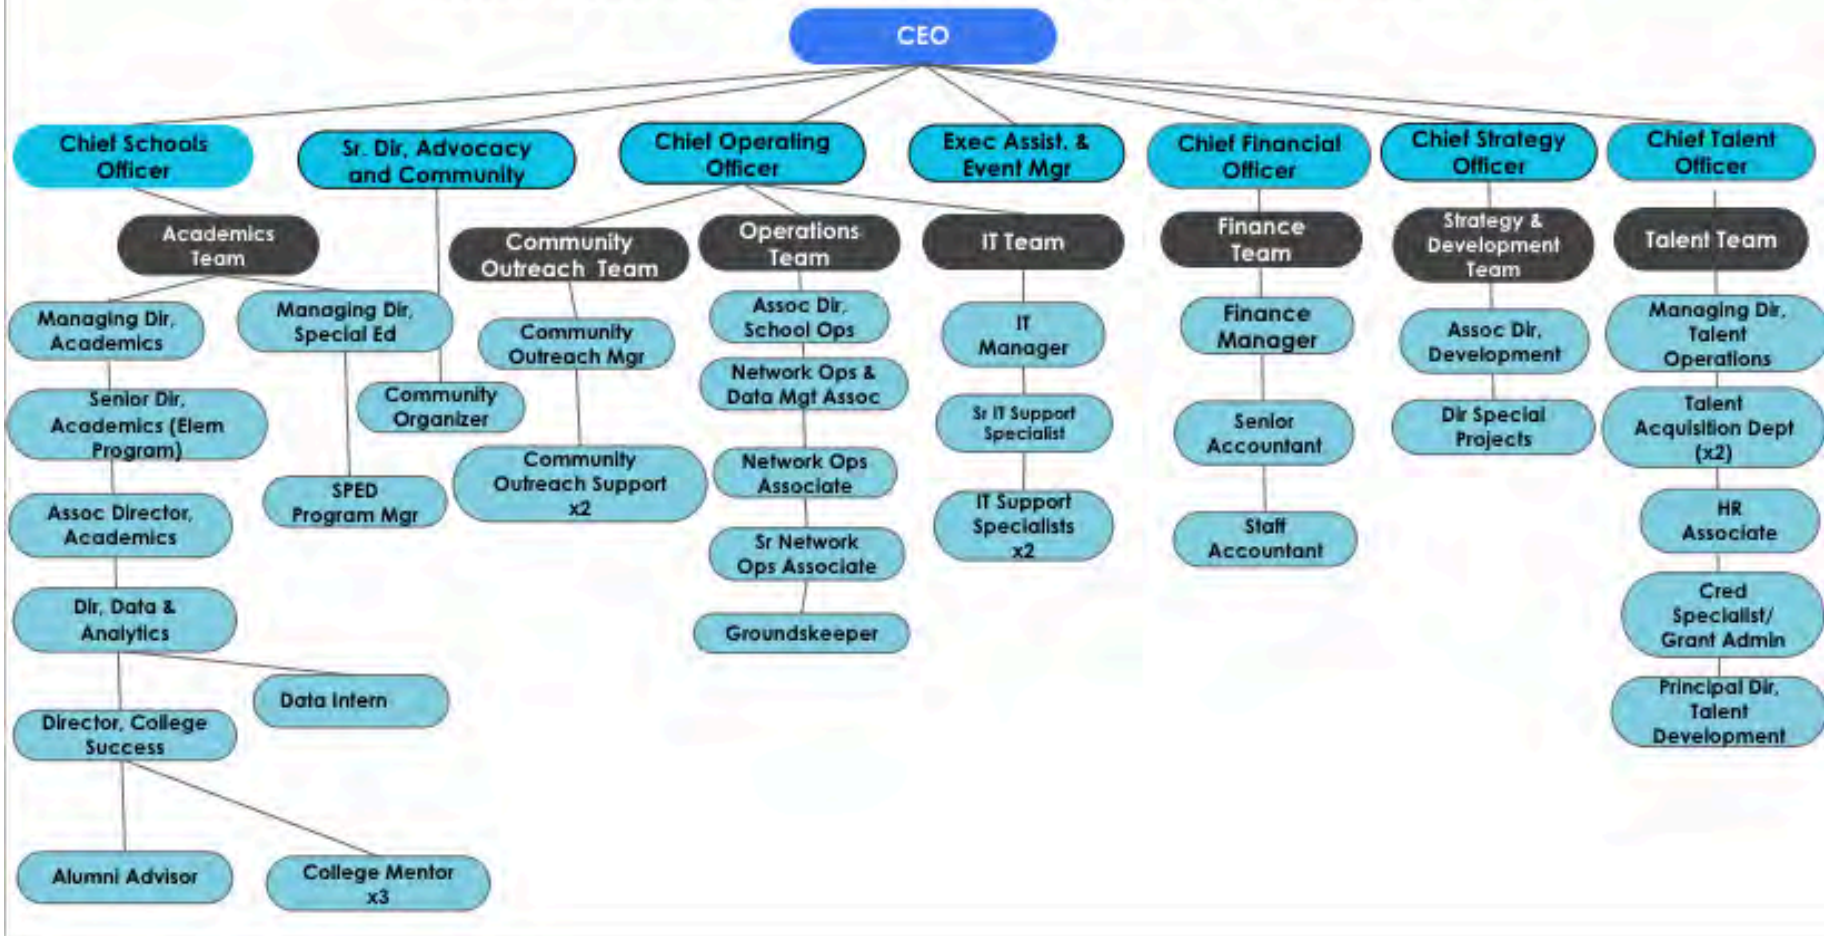 CEO
Chief Schools
Officer
Sr. Dir, Advocacy
and Community
Chief Operating
Officer
Exec Assist. &
Event Mgr
Chief Financial
Officer
Chief Strategy
Officer
Chief Talent
Officer
Academics
Team
Community
Outreach Team
Operations
Team
IT Team
Finance
Team
Strategy &
Development
Team
Talent Team
Managing Dir,
Academics
Managing Dir,
Special Ed
Community
Outreach Mgr
Assoc Dir,
School Ops
IT
Manager
Finance
Manager
Assoc Dir,
Development
Managing Dir,
Talent
Operations
Senior Dir,
Academics (Elem
Program)
Community
Organizer
Network Ops &
Data Mgt Assoc
Sr IT Support
Specialist
Senior
Accountant
Dir Special
Projects
Talent
Acquisition Dept
(x2)
Assoc Director,
Academics
SPED
Program Mgr
Community
Outreach Support
x2
Network Ops
Associate
IT Support
Specialists
x2
Staff
Accountant
HR
Associate
Sr Network
Ops Associate
Dir, Data &
Analytics
Groundskeeper
Cred
Specialist/
Grant Admin
Data Intern
Director, College
Success
Principal Dir,
Talent
Development
Alumni Advisor
College Mentor
x3